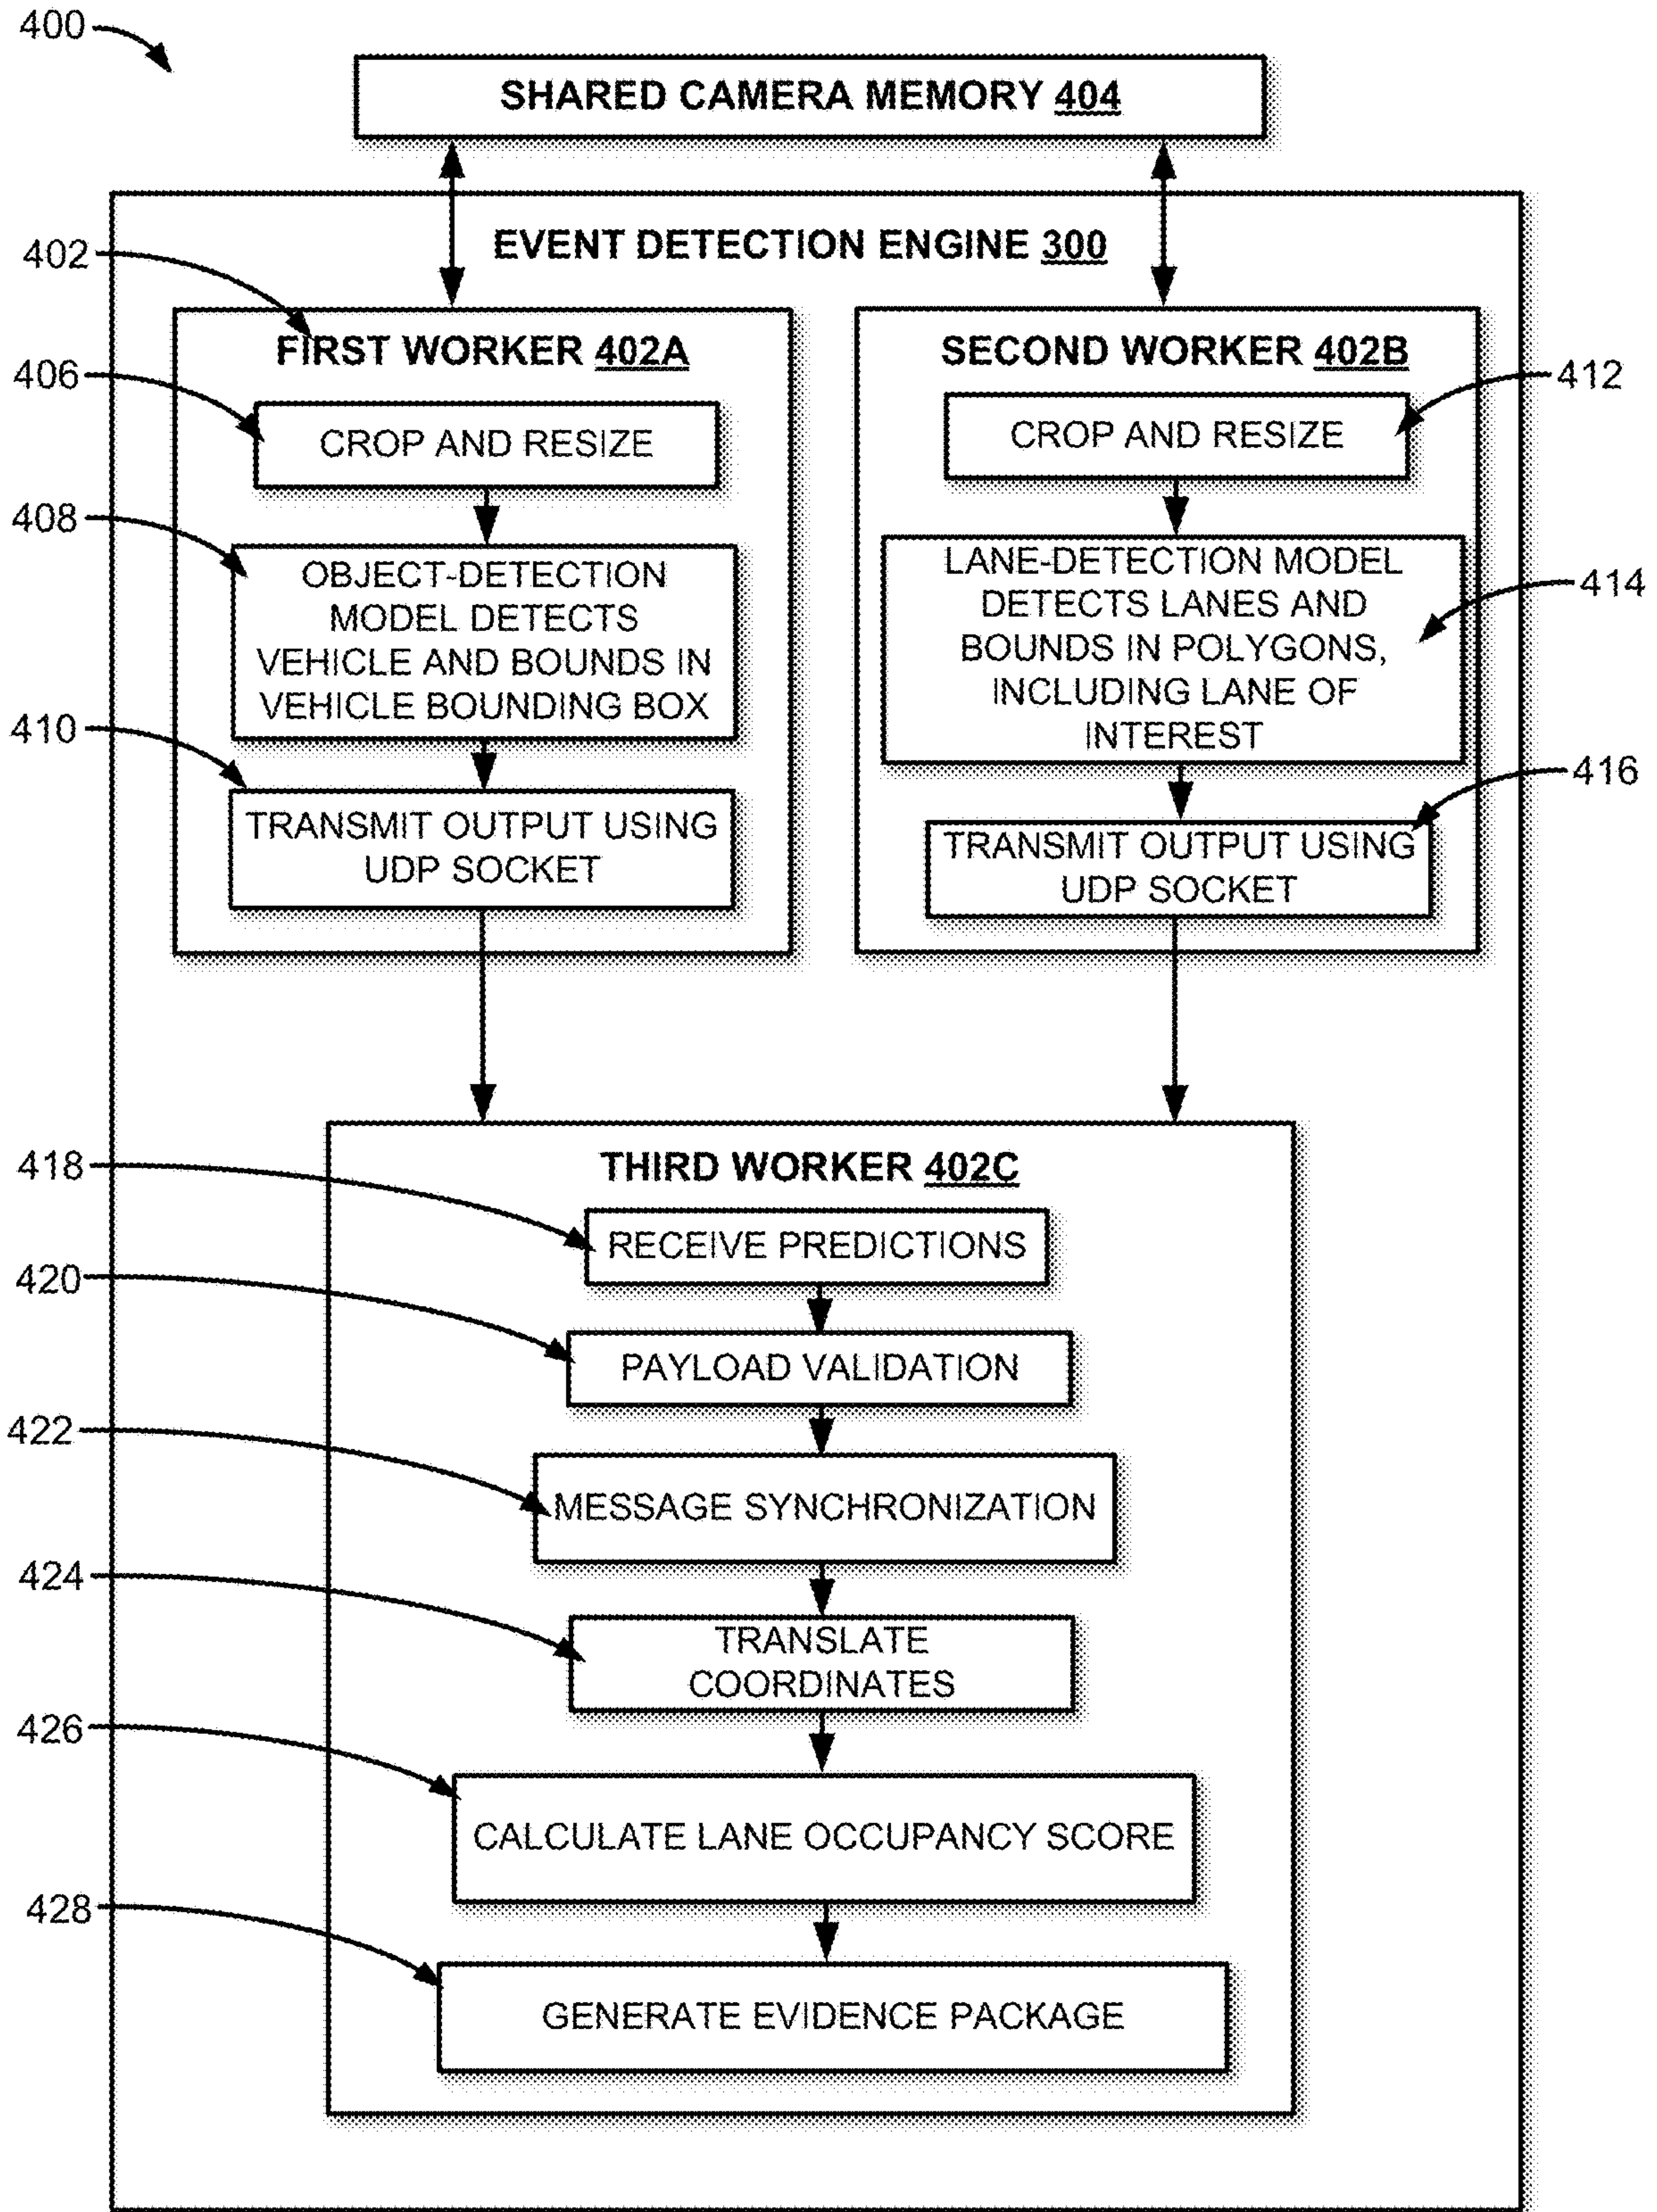 400
SHARED CAMERA MEMORY 404
EVENT DETECTION ENGINE 300
402
FIRST WORKER 402A
406
CROP AND RESIZE
408
OBJECT-DETECTION
MODEL DETECTS
VEHICLE AND BOUNDS IN
VEHICLE BOUNDING BOX
410
TRANSMIT OUTPUT USING
UDP SOCKET
SECOND WORKER 402B
412
CROP AND RESIZE
LANE-DETECTION MODEL
DETECTS LANES AND
BOUNDS IN POLYGONS,
INCLUDING LANE OF
INTEREST
414
416
TRANSMIT OUTPUT USING
UDP SOCKET
THIRD WORKER 402C
418
RECEIVE PREDICTIONS
420
PAYLOAD VALIDATION
422
MESSAGE SYNCHRONIZATION
424
TRANSLATE
COORDINATES
426
CALCULATE LANE OCCUPANCY SCORE
428
GENERATE EVIDENCE PACKAGE